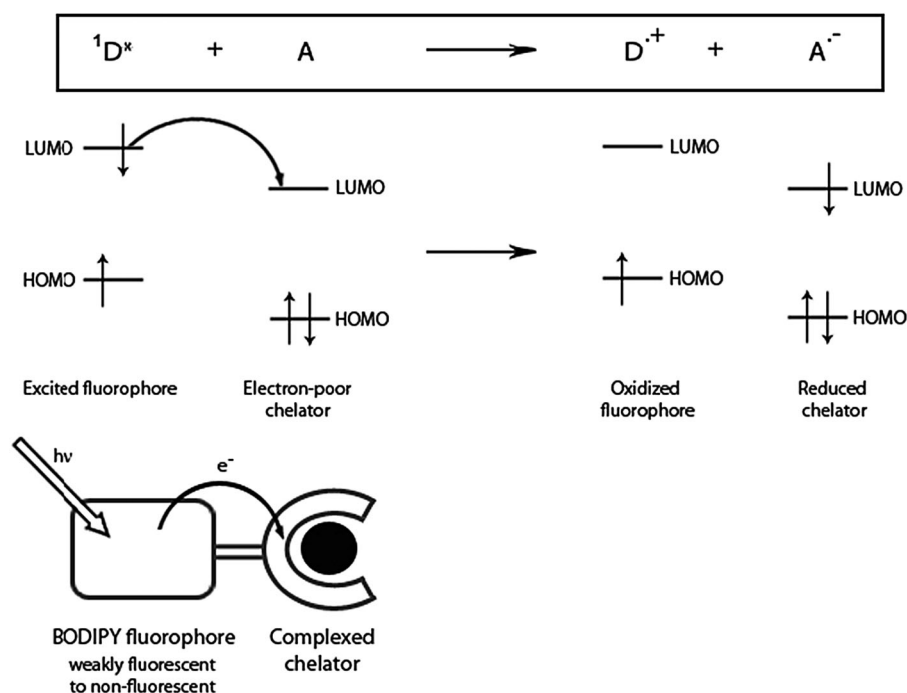 ¹D* + A ⟶ D·⁺ + A·⁻
LUMO
LUMO
LUMO
LUMO
HOMO
HOMO
HOMO
HOMO
Excited fluorophore
Electron-poor
chelator
Oxidized
fluorophore
Reduced
chelator
hν
e⁻
BODIPY fluorophore
weakly fluorescent
to non-fluorescent
Complexed
chelator